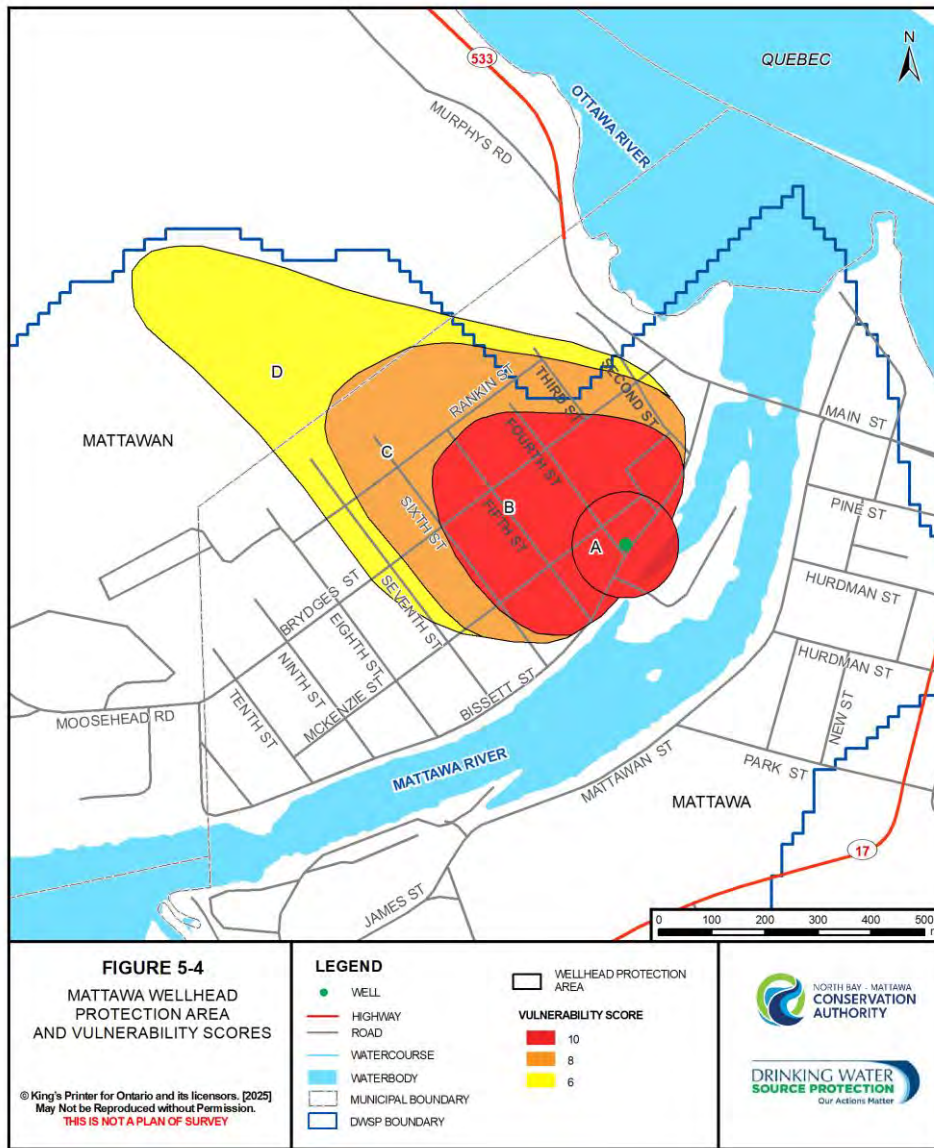 N
QUEBEC
533
OTTAWA RIVER
MURPHYS RD
D
RANKIN ST
THIRD ST
SECOND ST
MAIN ST
MATTAWAN
C
FOURTH ST
B
SIXTH ST
FIFTH ST
PINE ST
A
HURDMAN ST
BRYDGES ST
SEVENTH ST
EIGHTH ST
NINTH ST
MCKENZIE ST
TENTH ST
BISSETT ST
HURDMAN ST
NEW ST
MOOSEHEAD RD
MATTAWA RIVER
MATTAWAN ST
PARK ST
MATTAWA
17
JAMES ST
0 100 200 300 400 500
m
FIGURE 5-4
MATTAWA WELLHEAD
PROTECTION AREA
AND VULNERABILITY SCORES
© King's Printer for Ontario and its licensors. [2025]
May Not be Reproduced without Permission.
THIS IS NOT A PLAN OF SURVEY
LEGEND
WELL
HIGHWAY
ROAD
WATERCOURSE
WATERBODY
MUNICIPAL BOUNDARY
DWSP BOUNDARY
WELLHEAD PROTECTION
AREA
VULNERABILITY SCORE
10
8
6
NORTH BAY - MATTAWA
CONSERVATION
AUTHORITY
DRINKING WATER
SOURCE PROTECTION
Our Actions Matter